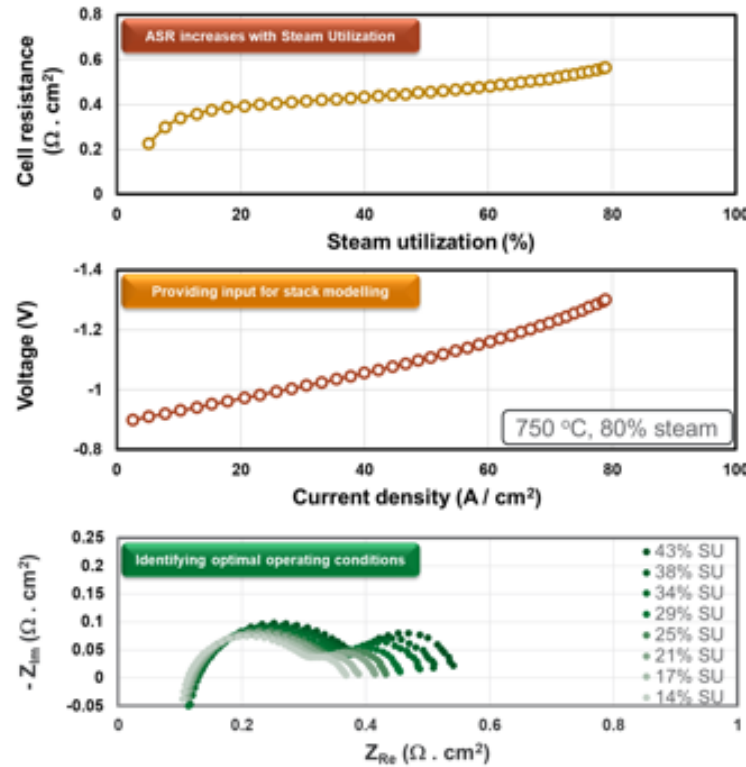 ASR increases with Steam Utilization
Cell resistance
(Ω . cm²)
0.8
0.6
0.4
0.2
0
0 20 40 60 80 100
Steam utilization (%)
Providing input for stack modelling
Voltage (V)
-1.4
-1.2
-1
-0.8
750 °C, 80% steam
0 20 40 60 80 100
Current density (A / cm²)
Identifying optimal operating conditions
- Z Im (Ω . cm²)
0.25
0.2
0.15
0.1
0.05
0
-0.05
43% SU
38% SU
34% SU
29% SU
25% SU
21% SU
17% SU
14% SU
0 0.2 0.4 0.6 0.8 1
Z Re (Ω . cm²)